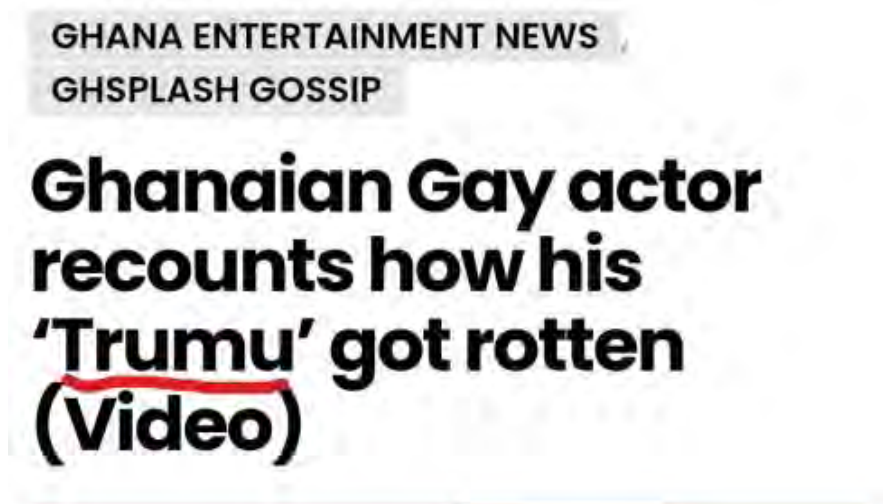 GHANA ENTERTAINMENT NEWS ,
GHSPLASH GOSSIP
Ghanaian Gay actor
recounts how his
‘Trumu’ got rotten
(Video)